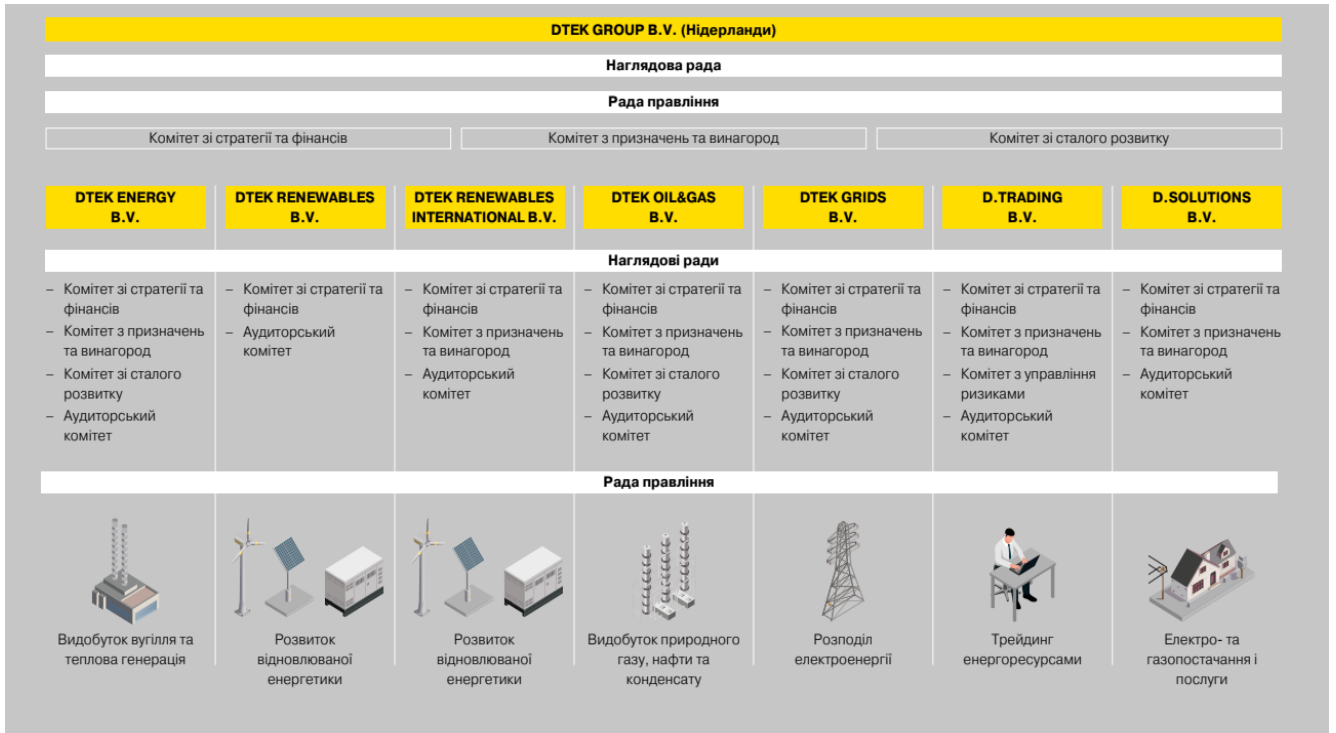 DTEK GROUP B.V. (Нідерланди)
Наглядова рада
Рада правління
Комітет зі стратегії та фінансів
Комітет з призначень та винагород
Комітет зі сталого розвитку
DTEK ENERGY
B.V.
DTEK RENEWABLES
B.V.
DTEK RENEWABLES
INTERNATIONAL B.V.
DTEK OIL&GAS
B.V.
DTEK GRIDS
B.V.
D.TRADING
B.V.
D.SOLUTIONS
B.V.
Наглядові ради
– Комітет зі стратегії та
фінансів
– Комітет з призначень
та винагород
– Комітет зі сталого
розвитку
– Аудиторський
комітет
– Комітет зі стратегії та
фінансів
– Аудиторський
комітет
– Комітет зі стратегії та
фінансів
– Комітет з призначень
та винагород
– Аудиторський
комітет
– Комітет зі стратегії та
фінансів
– Комітет з призначень
та винагород
– Комітет зі сталого
розвитку
– Аудиторський
комітет
– Комітет зі стратегії та
фінансів
– Комітет з призначень
та винагород
– Комітет зі сталого
розвитку
– Аудиторський
комітет
– Комітет зі стратегії та
фінансів
– Комітет з призначень
та винагород
– Комітет з управління
ризиками
– Аудиторський
комітет
– Комітет зі стратегії та
фінансів
– Комітет з призначень
та винагород
– Аудиторський
комітет
Рада правління
Видобуток вугілля та
теплова генерація
Розвиток
відновлюваної
енергетики
Розвиток
відновлюваної
енергетики
Видобуток природного
газу, нафти та
конденсату
Розподіл
електроенергії
Трейдинг
енергоресурсами
Електро- та
газопостачання і
послуги